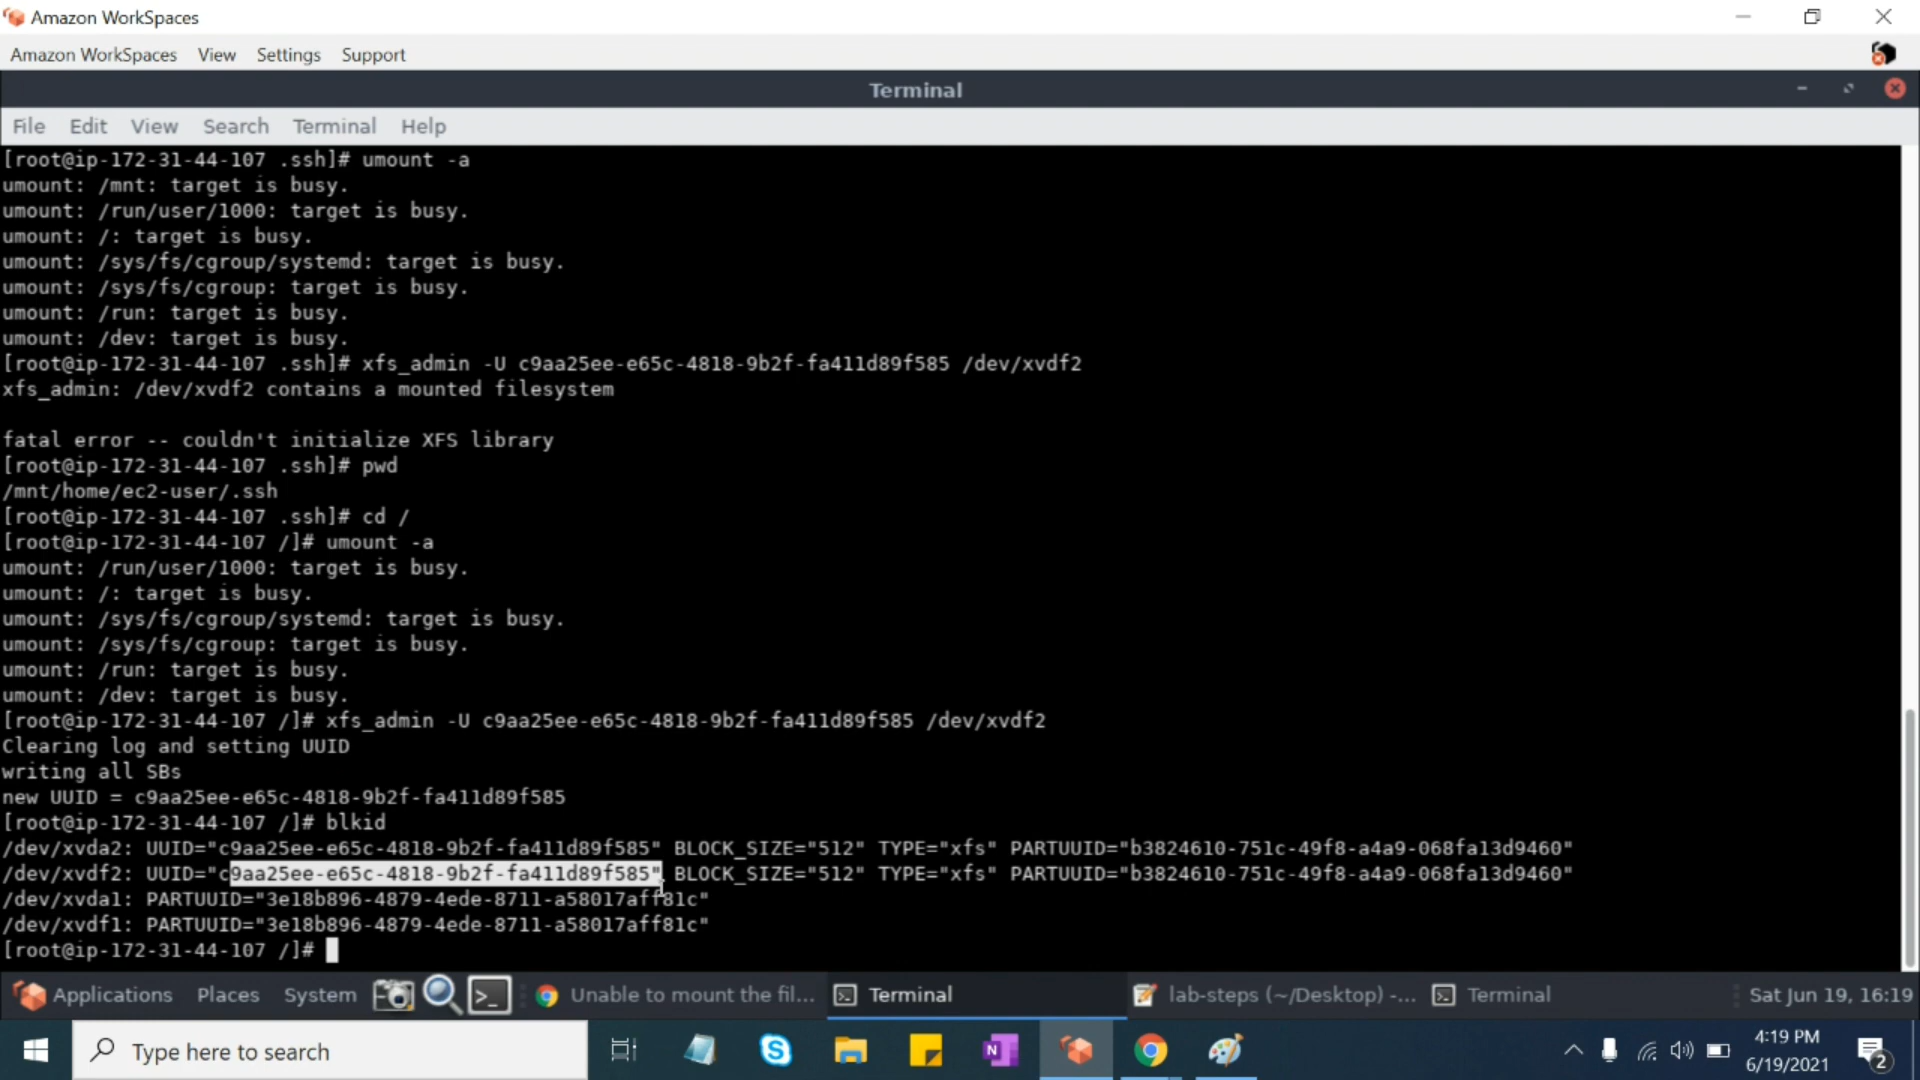 Amazon WorkSpaces
Amazon WorkSpaces View Settings Support
Terminal
File Edit View Search Terminal Help
[root@ip-172-31-44-107 .ssh]# umount -a
umount: /mnt: target is busy.
umount: /run/user/1000: target is busy.
umount: /: target is busy.
umount: /sys/fs/cgroup/systemd: target is busy.
umount: /sys/fs/cgroup: target is busy.
umount: /run: target is busy.
umount: /dev: target is busy.
[root@ip-172-31-44-107 .ssh]# xfs_admin -U c9aa25ee-e65c-4818-9b2f-fa411d89f585 /dev/xvdf2
xfs_admin: /dev/xvdf2 contains a mounted filesystem
fatal error -- couldn't initialize XFS library
[root@ip-172-31-44-107 .ssh]# pwd
/mnt/home/ec2-user/.ssh
[root@ip-172-31-44-107 .ssh]# cd /
[root@ip-172-31-44-107 /]# umount -a
umount: /run/user/1000: target is busy.
umount: /: target is busy.
umount: /sys/fs/cgroup/systemd: target is busy.
umount: /sys/fs/cgroup: target is busy.
umount: /run: target is busy.
umount: /dev: target is busy.
[root@ip-172-31-44-107 /]# xfs_admin -U c9aa25ee-e65c-4818-9b2f-fa411d89f585 /dev/xvdf2
Clearing log and setting UUID
writing all SBs
new UUID = c9aa25ee-e65c-4818-9b2f-fa411d89f585
[root@ip-172-31-44-107 /]# blkid
/dev/xvda2: UUID="c9aa25ee-e65c-4818-9b2f-fa411d89f585" BLOCK_SIZE="512" TYPE="xfs" PARTUUID="b3824610-751c-49f8-a4a9-068fa13d9460"
/dev/xvdf2: UUID="c9aa25ee-e65c-4818-9b2f-fa411d89f585" BLOCK_SIZE="512" TYPE="xfs" PARTUUID="b3824610-751c-49f8-a4a9-068fa13d9460"
/dev/xvda1: PARTUUID="3e18b896-4879-4ede-8711-a58017aff81c"
/dev/xvdf1: PARTUUID="3e18b896-4879-4ede-8711-a58017aff81c"
[root@ip-172-31-44-107 /]#
Applications Places System Unable to mount the fil... Terminal lab-steps (~/Desktop) -... Terminal Sat Jun 19, 16:19
Type here to search
4:19 PM
6/19/2021
2